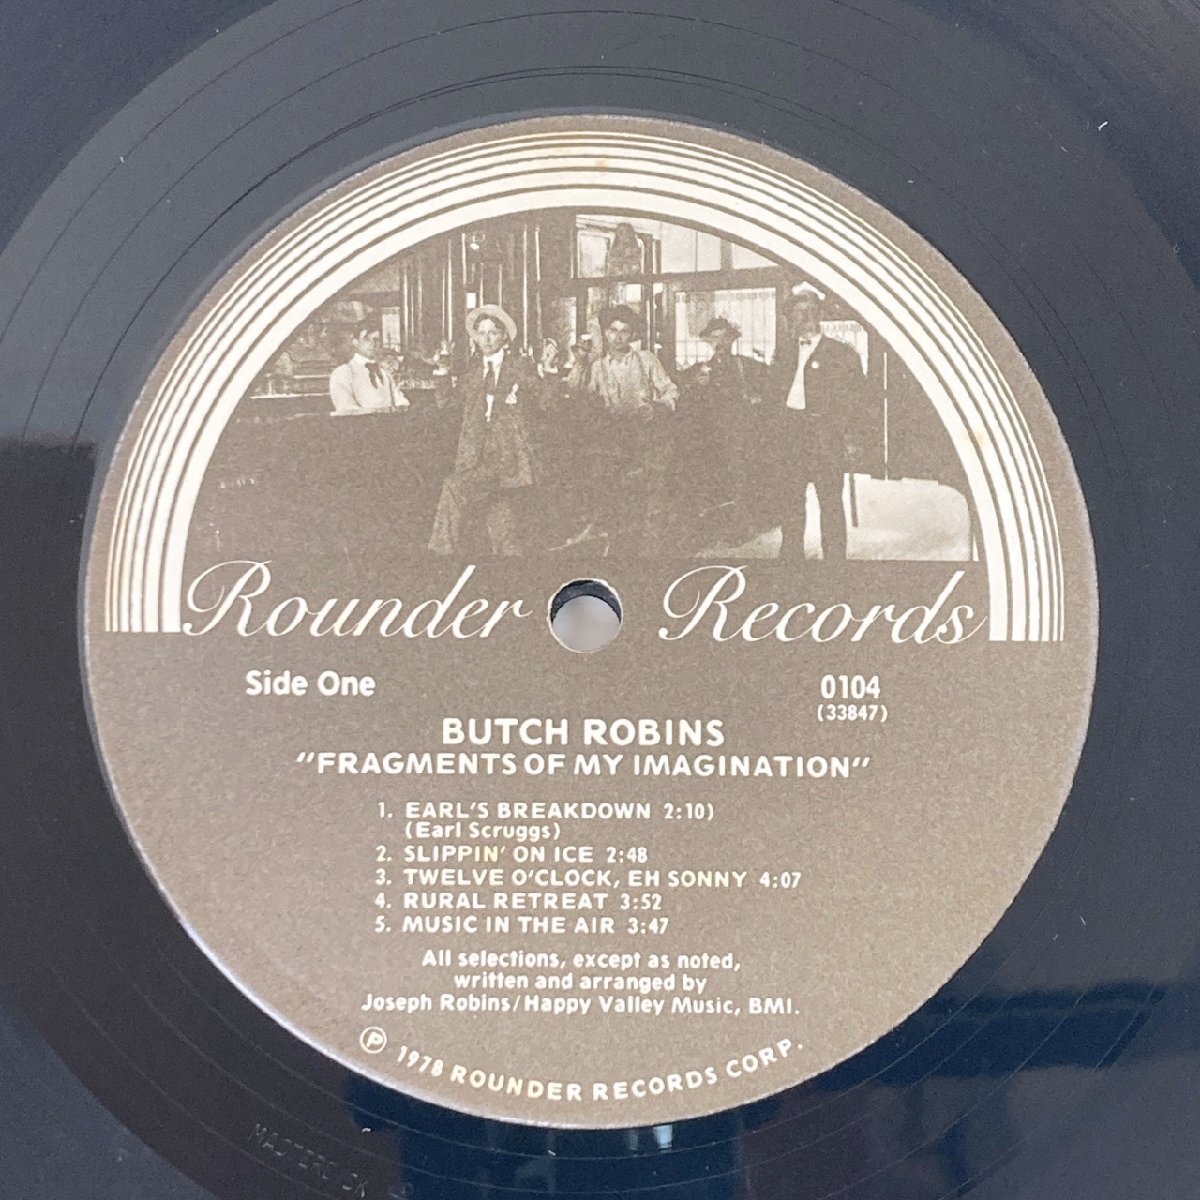 Rounder Records
Side One
0104
(33847)
BUTCH ROBINS
"FRAGMENTS OF MY IMAGINATION"
1. EARL'S BREAKDOWN 2:10)
(Earl Scruggs)
2. SLIPPIN' ON ICE 2:48
3. TWELVE O'CLOCK, EH SONNY 4:07
4. RURAL RETREAT 3:52
5. MUSIC IN THE AIR 3:47
All selections, except as noted,
written and arranged by
Joseph Robins/Happy Valley Music, BMI.
Ⓟ 1978 ROUNDER RECORDS CORP.